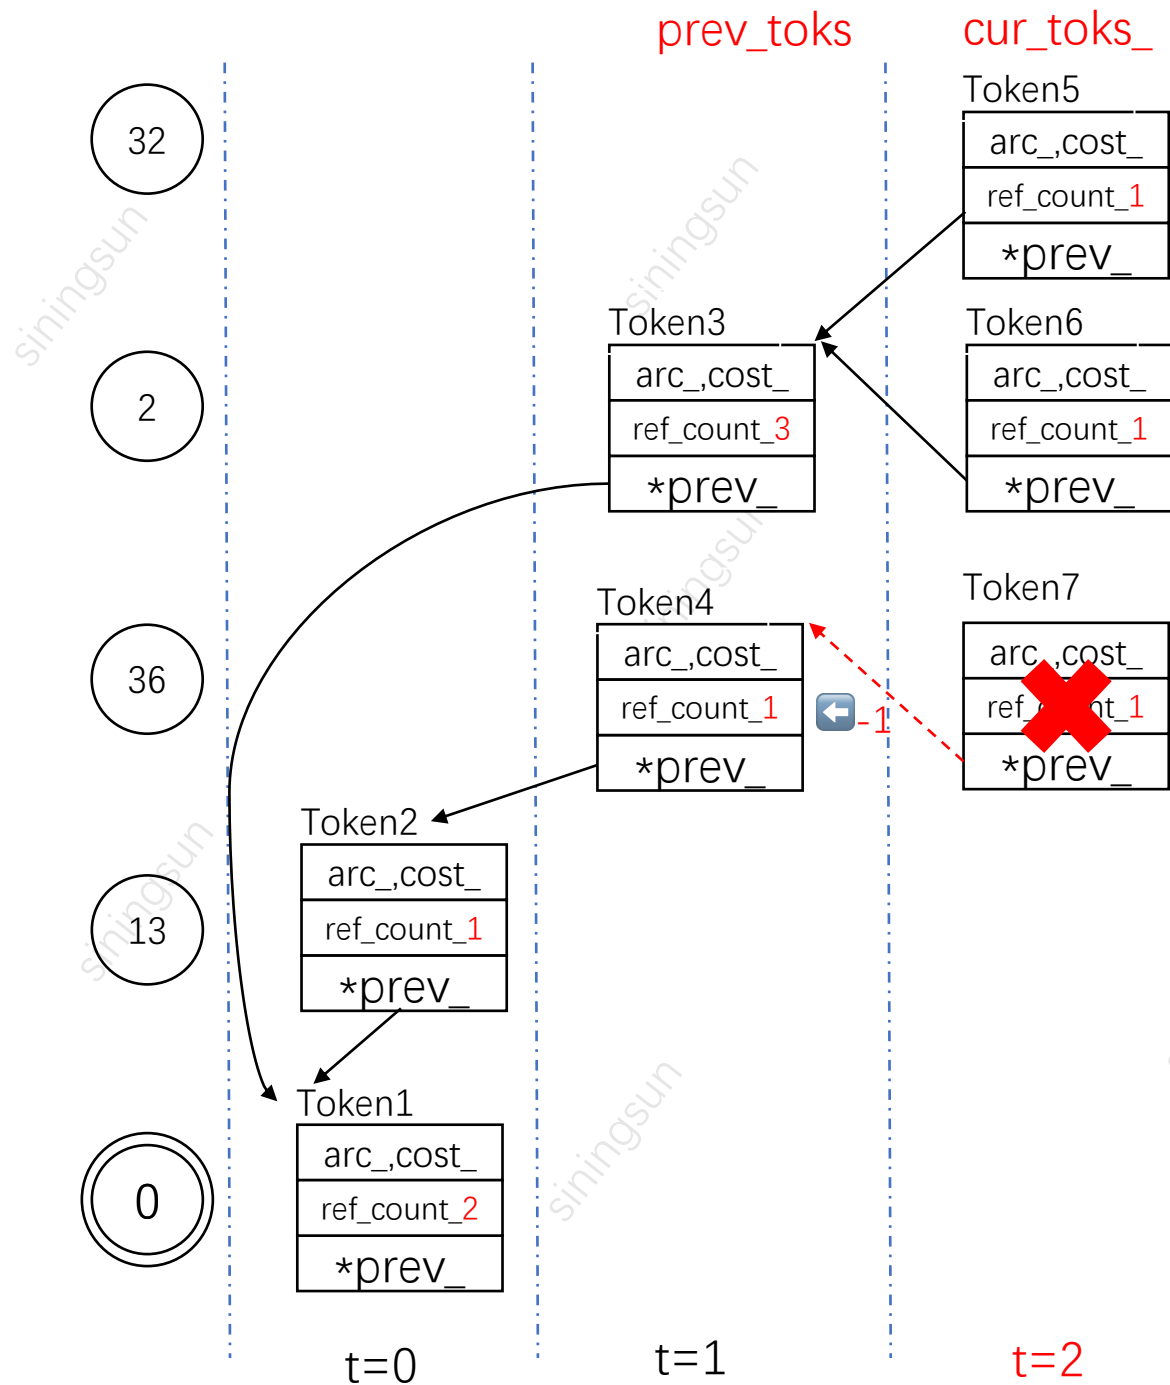 prev_toks
cur_toks_
Token5
32
arc_,cost_
ref_count_1
*prev_
siningsun
siningsun
Token3
Token6
2
arc_,cost_
arc_,cost_
ref_count_3
ref_count_1
*prev_
*prev_
siningsun
Token4
Token7
36
arc_,cost_
arc_,cost_
ref_count_1
-1
ref_count_1
*prev_
*prev_
Token2
arc_,cost_
siningsun
13
ref_count_1
*prev_
Token1
siningsun
arc_,cost_
0
ref_count_2
*prev_
t=0
t=1
t=2